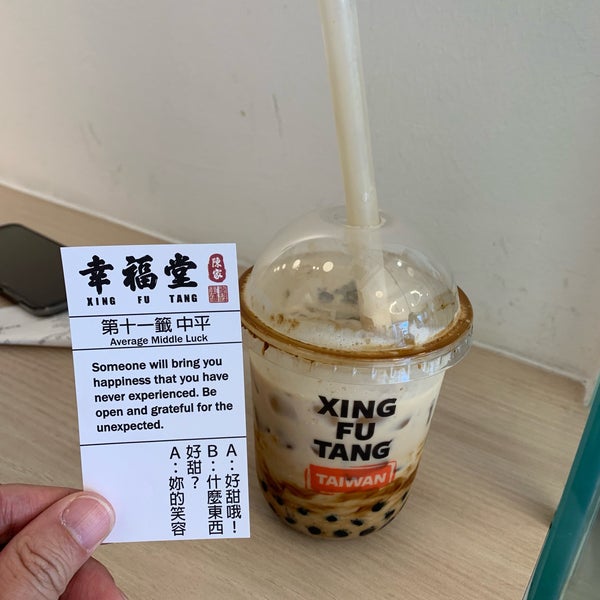 幸福堂
陳家
XING FU TANG
第十一籤 中平
Average Middle Luck
Someone will bring you
happiness that you have
never experienced. Be
open and grateful for the
unexpected.
A：好甜哦！
B：什麼東西
好甜？
A：妳的笑容
XING
FU
TANG
TAIWAN